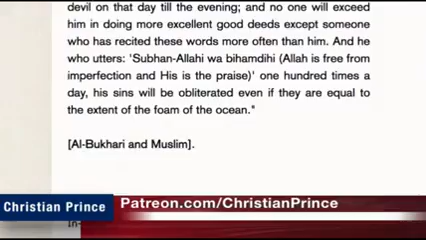 devil on that day till the evening; and no one will exceed
him in doing more excellent good deeds except someone
who has recited these words more often than him. And he
who utters: 'Subhan-Allahi wa bihamdihi (Allah is free from
imperfection and His is the praise)' one hundred times a
day, his sins will be obliterated even if they are equal to
the extent of the foam of the ocean."
[Al-Bukhari and Muslim].
Christian Prince
Patreon.com/ChristianPrince